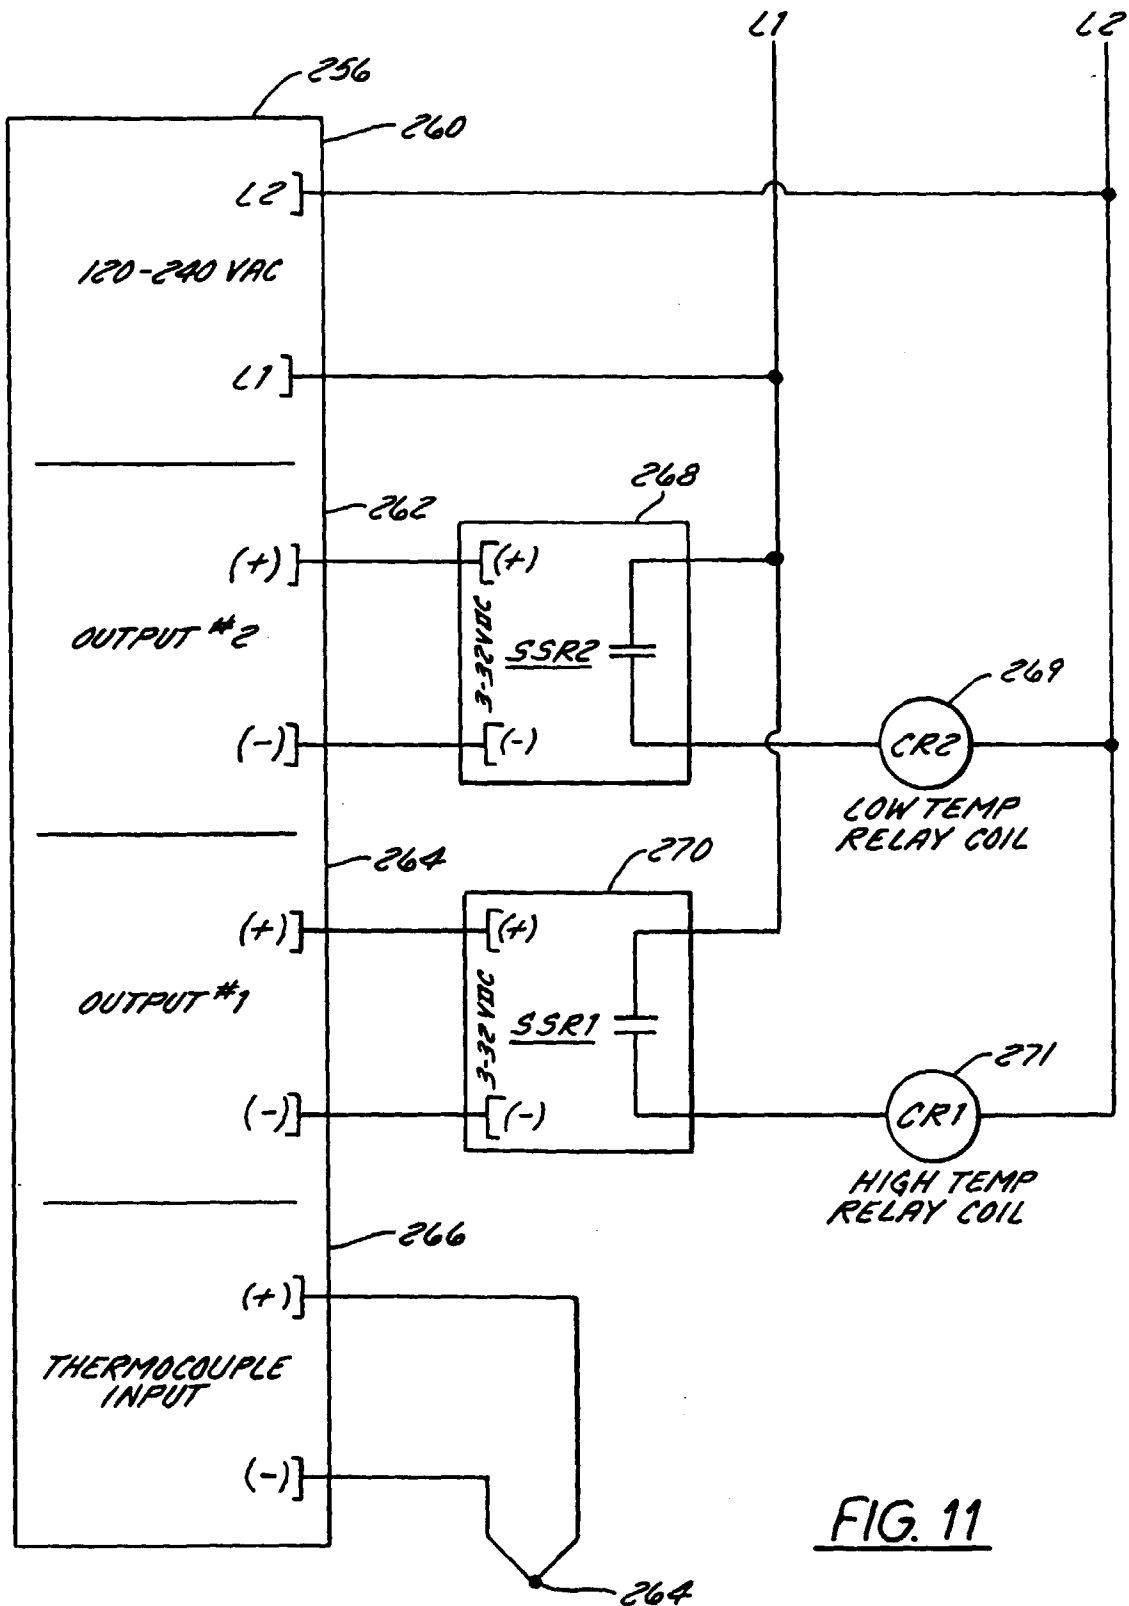 L1
L2
256
260
L2
120-240 VAC
L1
268
262
(+)
(+)
OUTPUT #2
3-32VDC
SSR2
269
(-)
(-)
CR2
LOW TEMP
RELAY COIL
264
270
(+)
(+)
OUTPUT #1
3-32VDC
SSR1
271
(-)
(-)
CR1
HIGH TEMP
RELAY COIL
266
(+)
THERMOCOUPLE
INPUT
(-)
FIG. 11
264